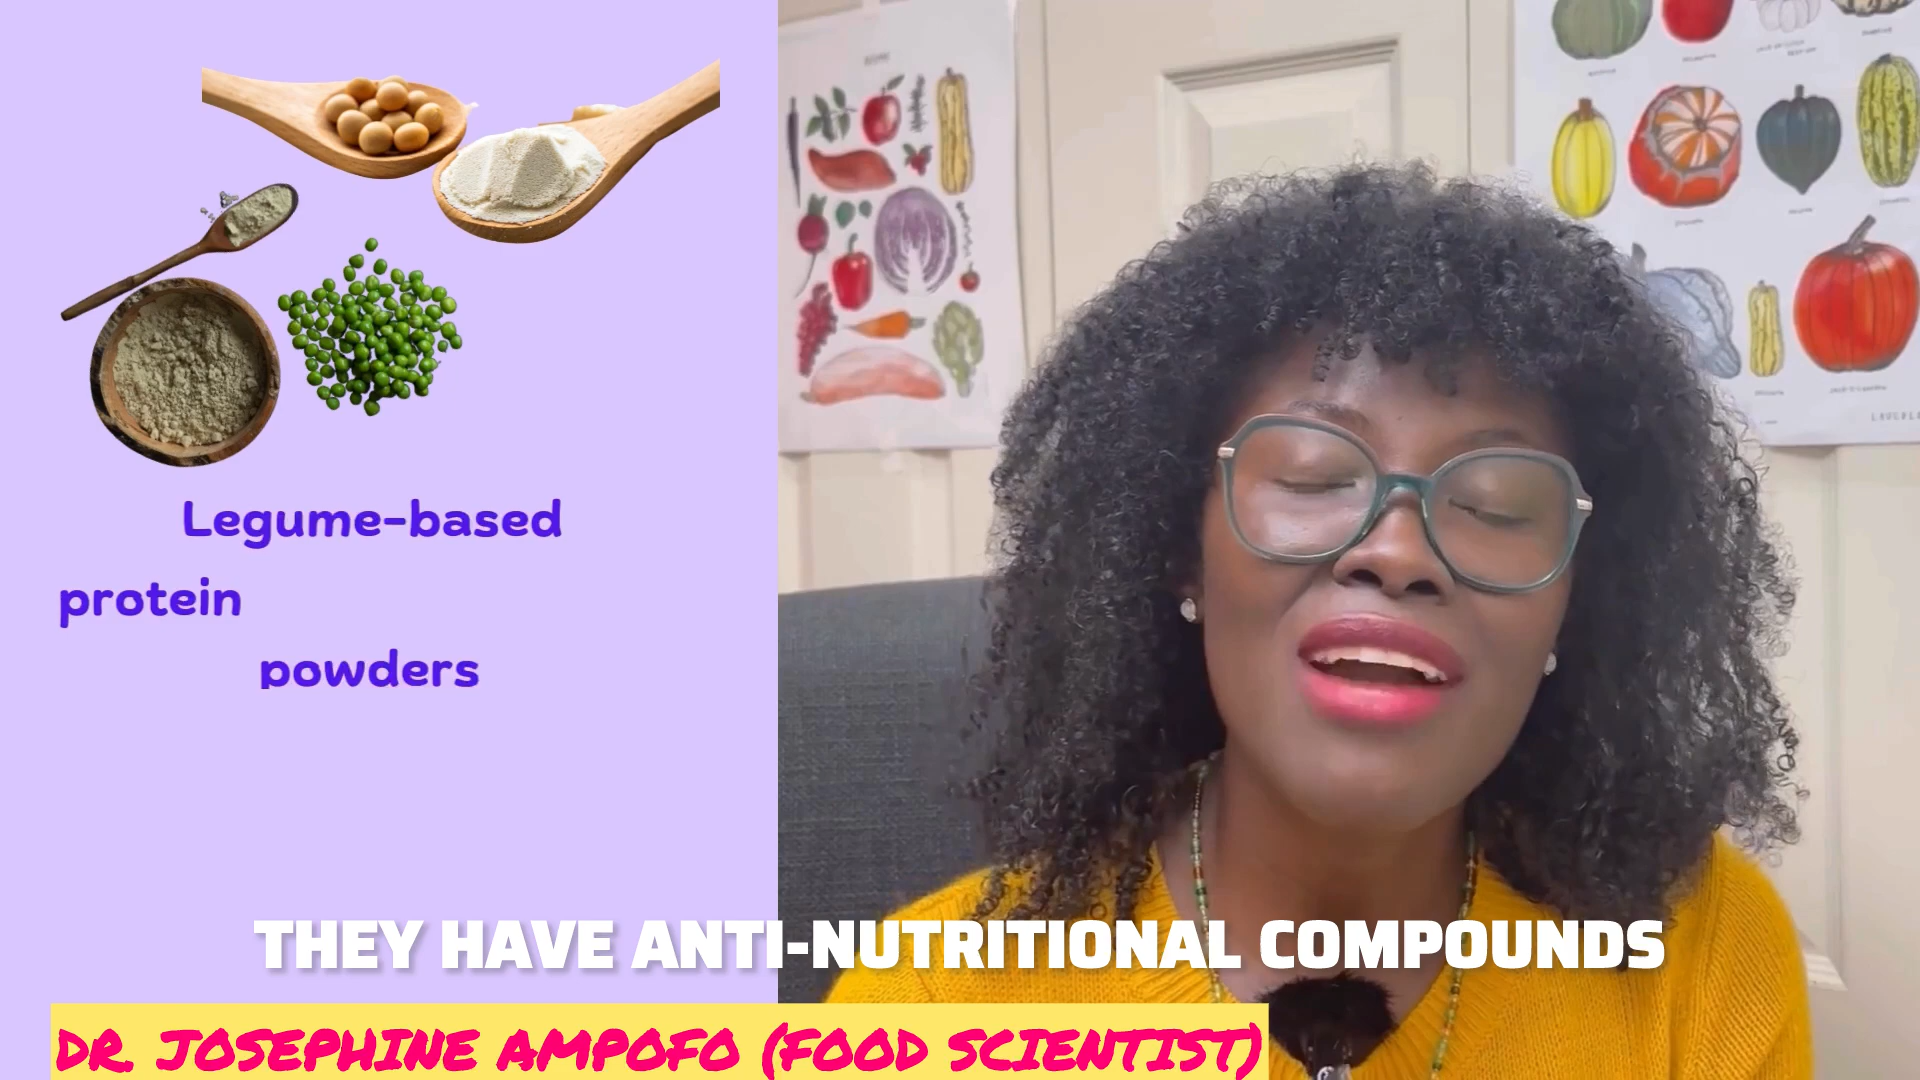 Legume-based
protein
powders
THEY HAVE ANTI-NUTRITIONAL COMPOUNDS
DR. JOSEPHINE AMPOFO (FOOD SCIENTIST)